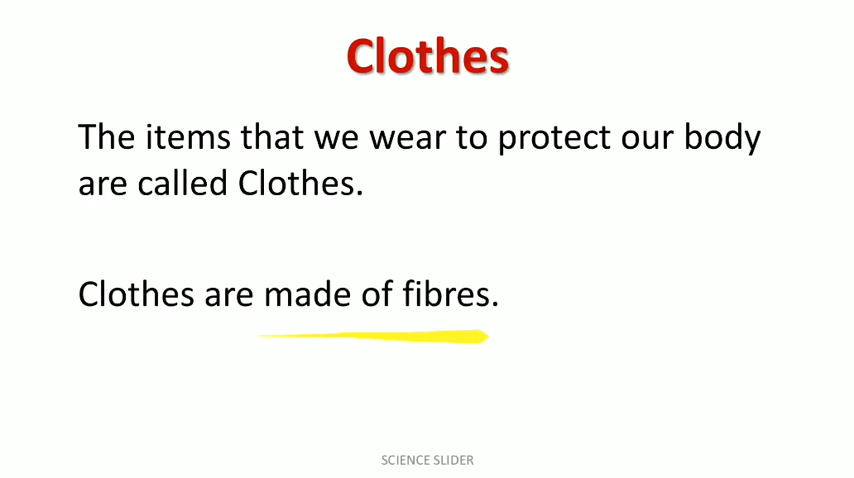 Clothes
The items that we wear to protect our body
are called Clothes.
Clothes are made of fibres.
SCIENCE SLIDER